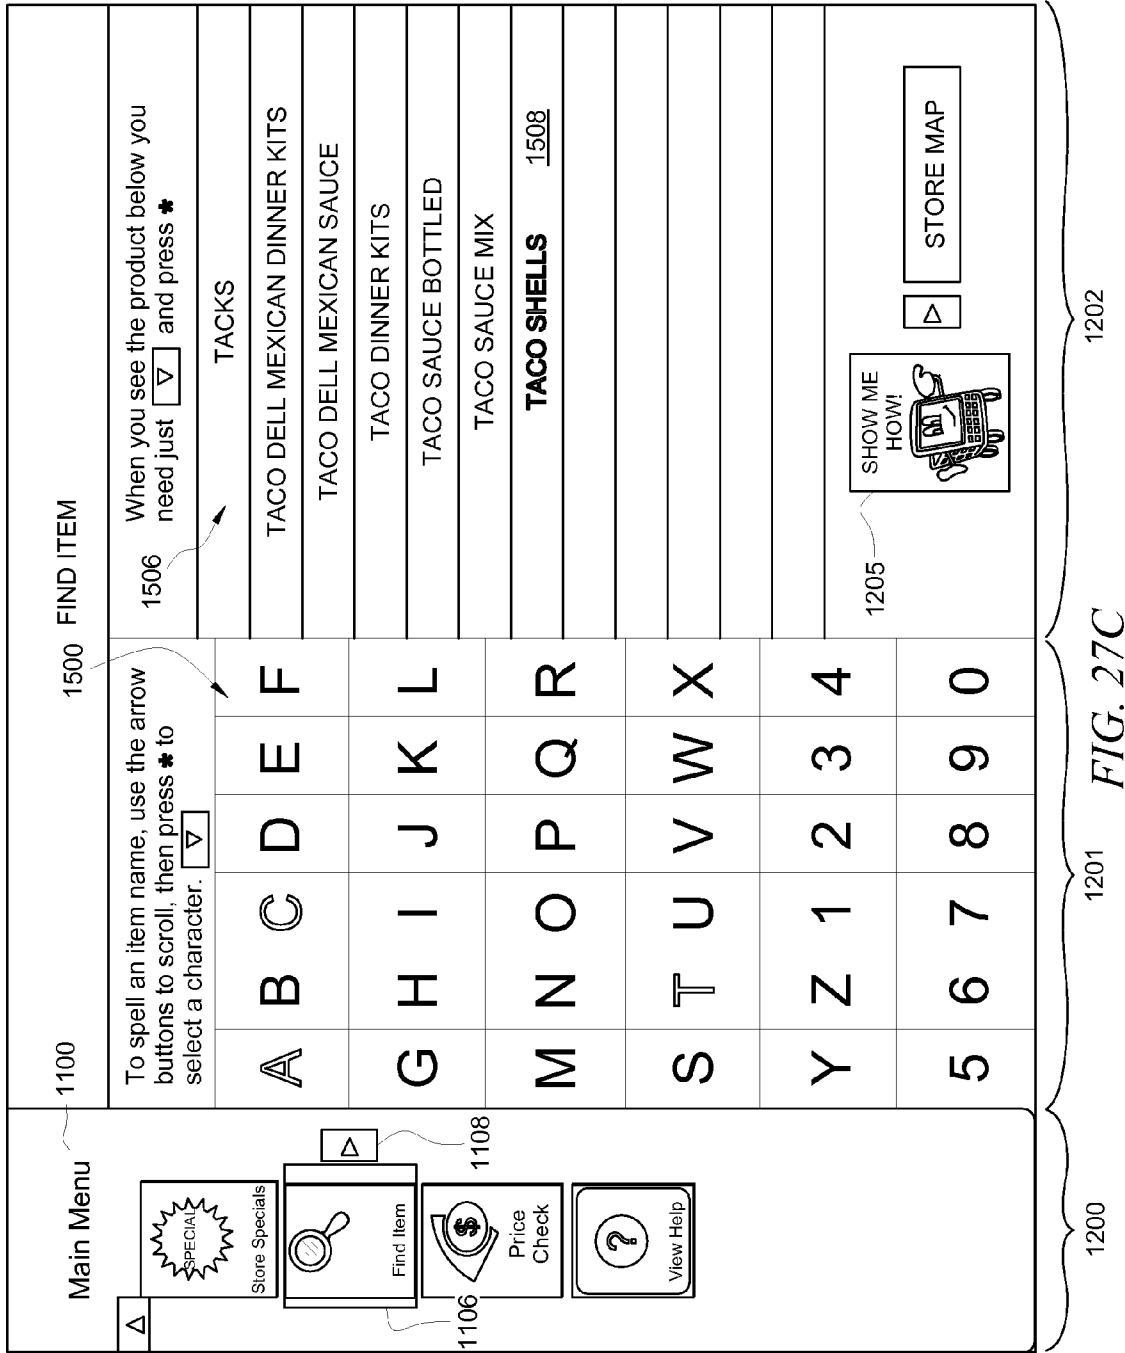 1100
1500
FIND ITEM
Main Menu
SPECIAL
Store Specials
Find Item
1108
1106
$
Price
Check
?
View Help
To spell an item name, use the arrow
buttons to scroll, then press * to
select a character. ▽
A B C D E F
G H I J K L
M N O P Q R
S T U V W X
Y Z 1 2 3 4
5 6 7 8 9 0
1506
When you see the product below you
need just ▽ and press *
TACKS
TACO DELL MEXICAN DINNER KITS
TACO DELL MEXICAN SAUCE
TACO DINNER KITS
TACO SAUCE BOTTLED
TACO SAUCE MIX
TACO SHELLS 1508
1205
SHOW ME
HOW!
STORE MAP
1200
1201
1202
FIG. 27C